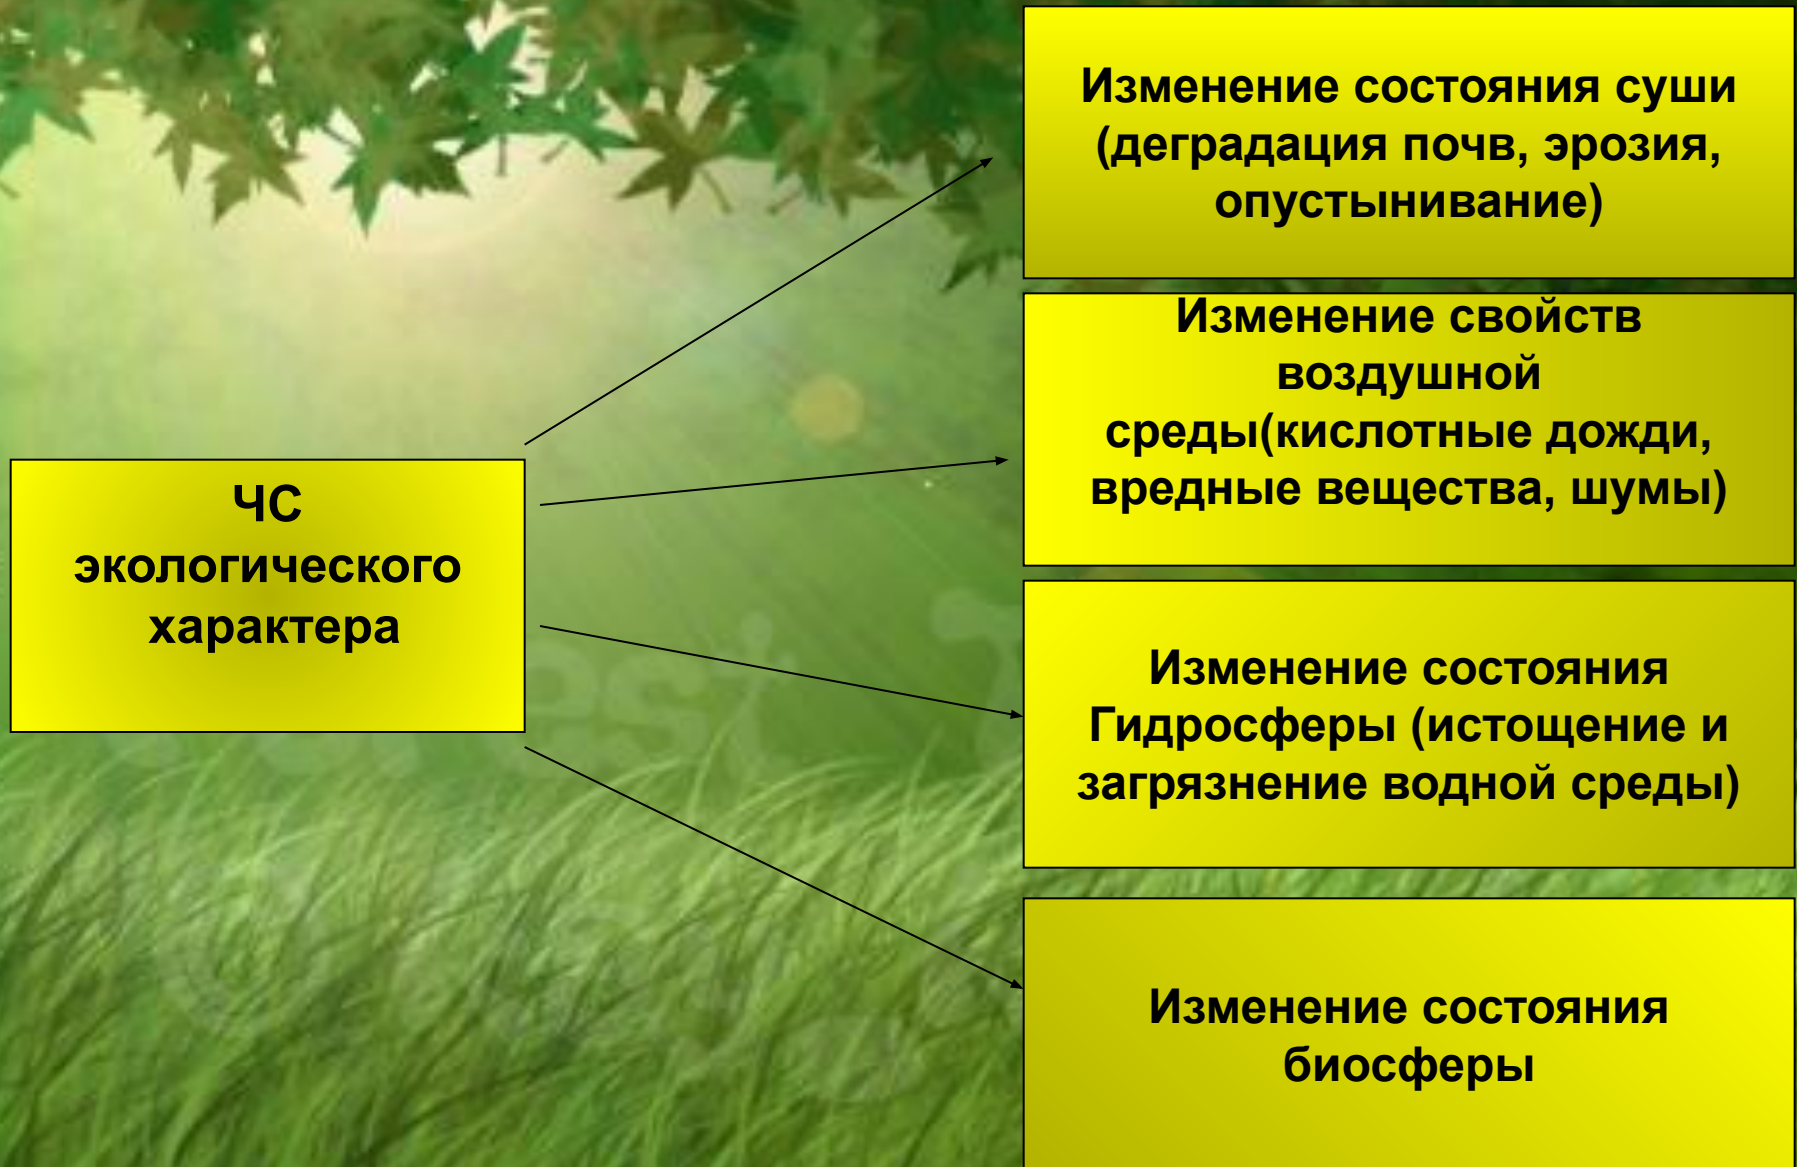 ЧС
экологического
характера
Изменение состояния суши
(деградация почв, эрозия,
опустынивание)
Изменение свойств
воздушной
среды(кислотные дожди,
вредные вещества, шумы)
Изменение состояния
Гидросферы (истощение и
загрязнение водной среды)
Изменение состояния
биосферы